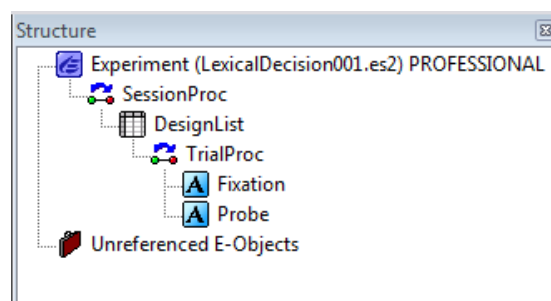 Structure
Experiment (LexicalDecision001.es2) PROFESSIONAL
SessionProc
DesignList
TrialProc
A Fixation
A Probe
Unreferenced E-Objects